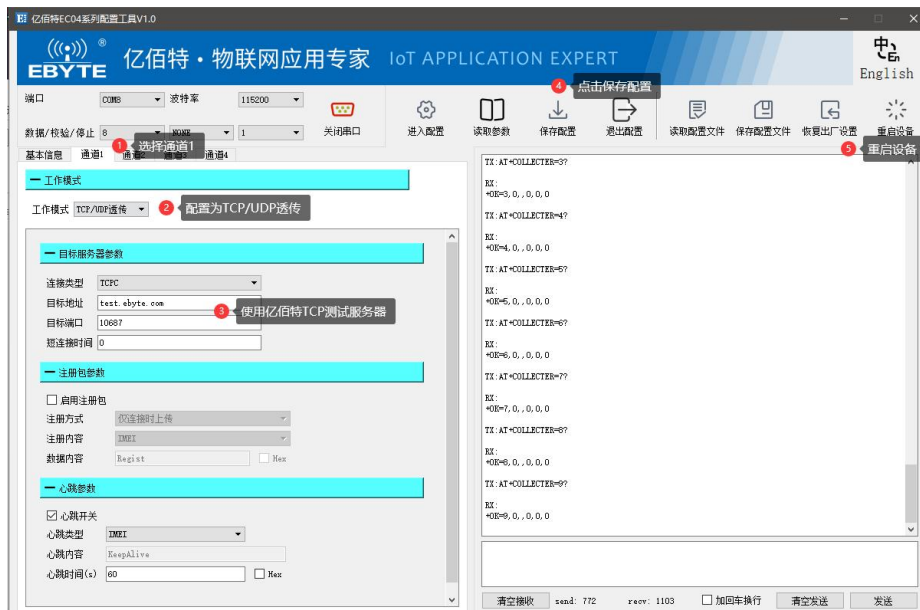 亿佰特EC04系列配置工具V1.0
((( ))) ®
EBYTE 亿佰特·物联网应用专家 IoT APPLICATION EXPERT
中 En
English
4 点击保存配置
端口 COM8 波特率 115200
数据/校验/停止 8 NONE 1
关闭串口 进入配置 读取参数 保存配置 退出配置 读取配置文件 保存配置文件 恢复出厂设置 重启设备
1 选择通道1
5 重启设备
基本信息 通道1 通道4
工作模式
工作模式 TCP/UDP透传
2 配置为TCP/UDP透传
目标服务器参数
连接类型 TCPC
目标地址 test.ebyte.com
3 使用亿佰特TCP测试服务器
目标端口 10687
短连接时间 0
注册包参数
启用注册包
注册方式 仅连接时上传
注册内容 IMEI
数据内容 Regist Hex
心跳参数
心跳开关
心跳类型 IMEI
心跳内容 KeepAlive
心跳时间(s) 60 Hex
TX:AT+COLLECTER=3?
RX:
+OK=3,0,,0,0,0
TX:AT+COLLECTER=4?
RX:
+OK=4,0,,0,0,0
TX:AT+COLLECTER=5?
RX:
+OK=5,0,,0,0,0
TX:AT+COLLECTER=6?
RX:
+OK=6,0,,0,0,0
TX:AT+COLLECTER=7?
RX:
+OK=7,0,,0,0,0
TX:AT+COLLECTER=8?
RX:
+OK=8,0,,0,0,0
TX:AT+COLLECTER=9?
RX:
+OK=9,0,,0,0,0
清空接收 send: 772 recv: 1103 加回车换行 清空发送 发送